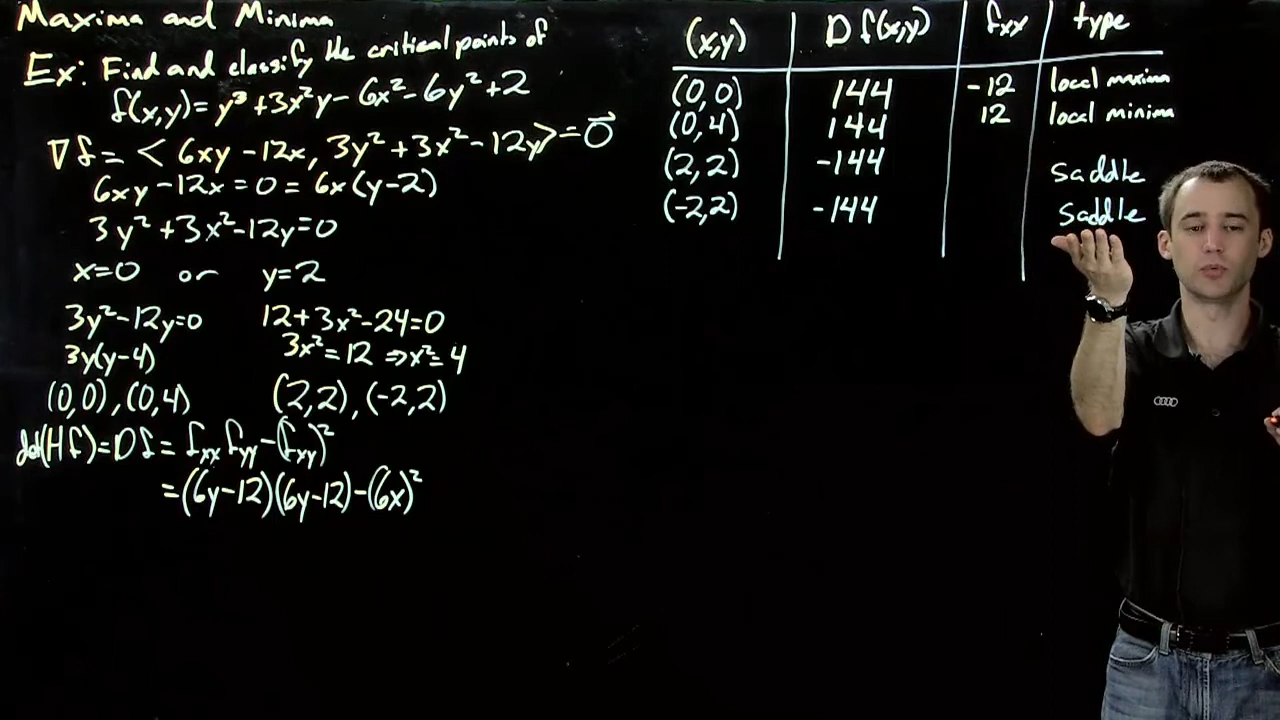 Maxima and Minima
Ex: Find and classify the critical points of
f(x,y) = y³ + 3x²y - 6x² - 6y² + 2
∇f = < 6xy - 12x, 3y² + 3x² - 12y > = 0⃗
6xy - 12x = 0 = 6x(y-2)
3y² + 3x² - 12y = 0
x=0 or y=2
3y² - 12y = 0 12 + 3x² - 24 = 0
3y(y-4) 3x² = 12 ⇒ x² = 4
(0,0), (0,4) (2,2), (-2,2)
det(Hf) = Df = fxx fyy - (fxy)²
= (6y-12)(6y-12) - (6x)²
(x,y) D f(x,y) fxx type
(0,0) 144 -12 local maxima
(0,4) 144 12 local minima
(2,2) -144 saddle
(-2,2) -144 saddle